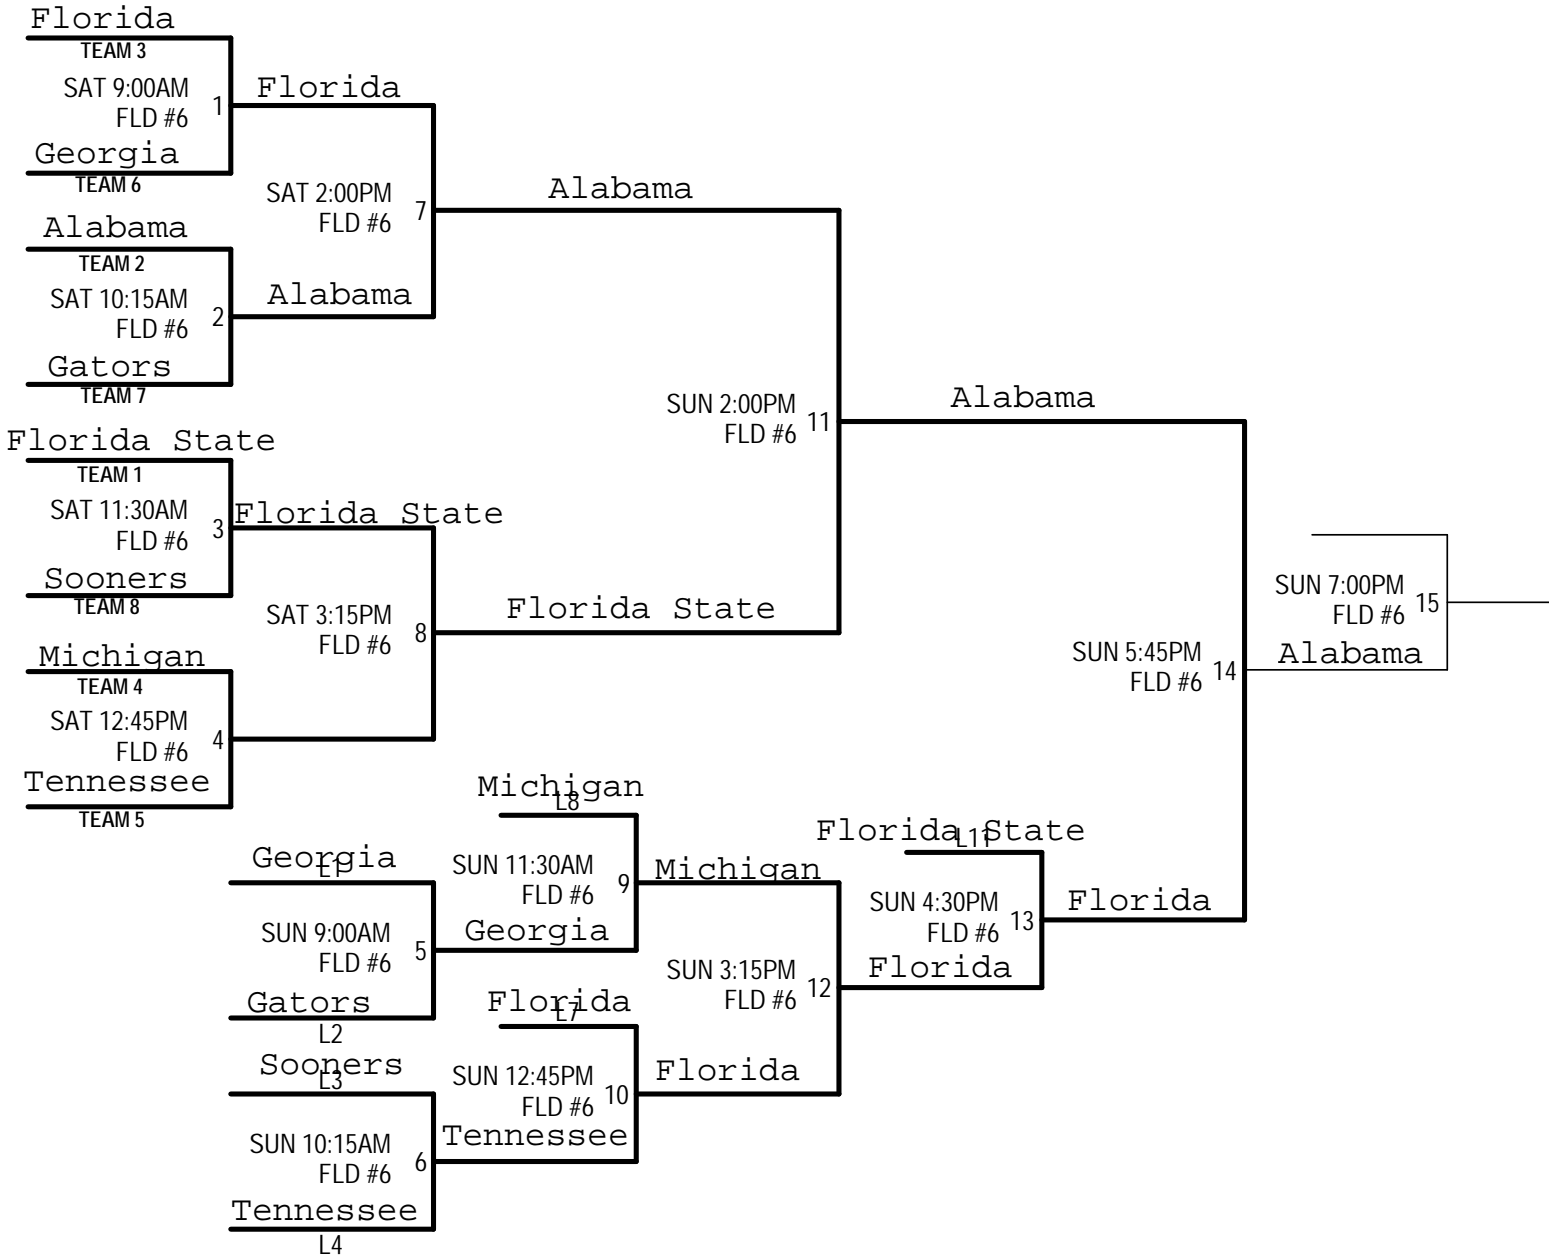 Florida
TEAM 3
SAT 9:00AM
FLD #6
1
Florida
Georgia
TEAM 6
SAT 2:00PM
FLD #6
7
Alabama
Alabama
TEAM 2
SAT 10:15AM
FLD #6
2
Alabama
Gators
TEAM 7
SUN 2:00PM
FLD #6
11
Alabama
Florida State
TEAM 1
SAT 11:30AM
FLD #6
3
Florida State
Sooners
TEAM 8
SAT 3:15PM
FLD #6
8
Florida State
Michigan
TEAM 4
SAT 12:45PM
FLD #6
4
Tennessee
TEAM 5
SUN 7:00PM
FLD #6
15
SUN 5:45PM
FLD #6
14
Alabama
Michigan
L8
Georgia
L1
SUN 11:30AM
FLD #6
9
Michigan
Florida State
L11
SUN 4:30PM
FLD #6
13
Florida
SUN 9:00AM
FLD #6
5
Georgia
Gators
L2
SUN 3:15PM
FLD #6
12
Florida
Florida
L7
Sooners
L3
SUN 12:45PM
FLD #6
10
Florida
SUN 10:15AM
FLD #6
6
Tennessee
Tennessee
L4